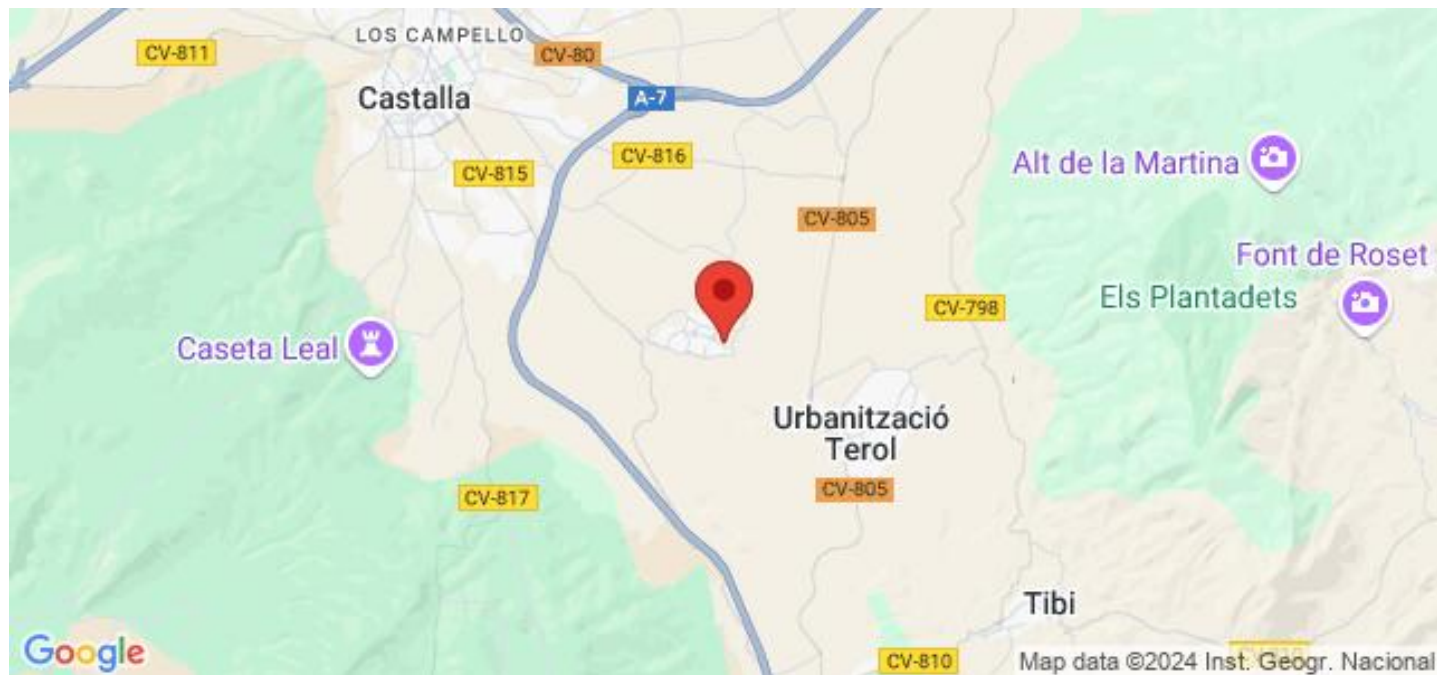 LOS CAMPELLO
CV-811
CV-80
Castalla
A-7
CV-816
Alt de la Martina
CV-815
CV-805
Font de Roset
Els Plantadets
CV-798
Caseta Leal
Urbanització
Terol
CV-805
CV-817
Tibi
Google
CV-810
Map data ©2024 Inst. Geogr. Nacional